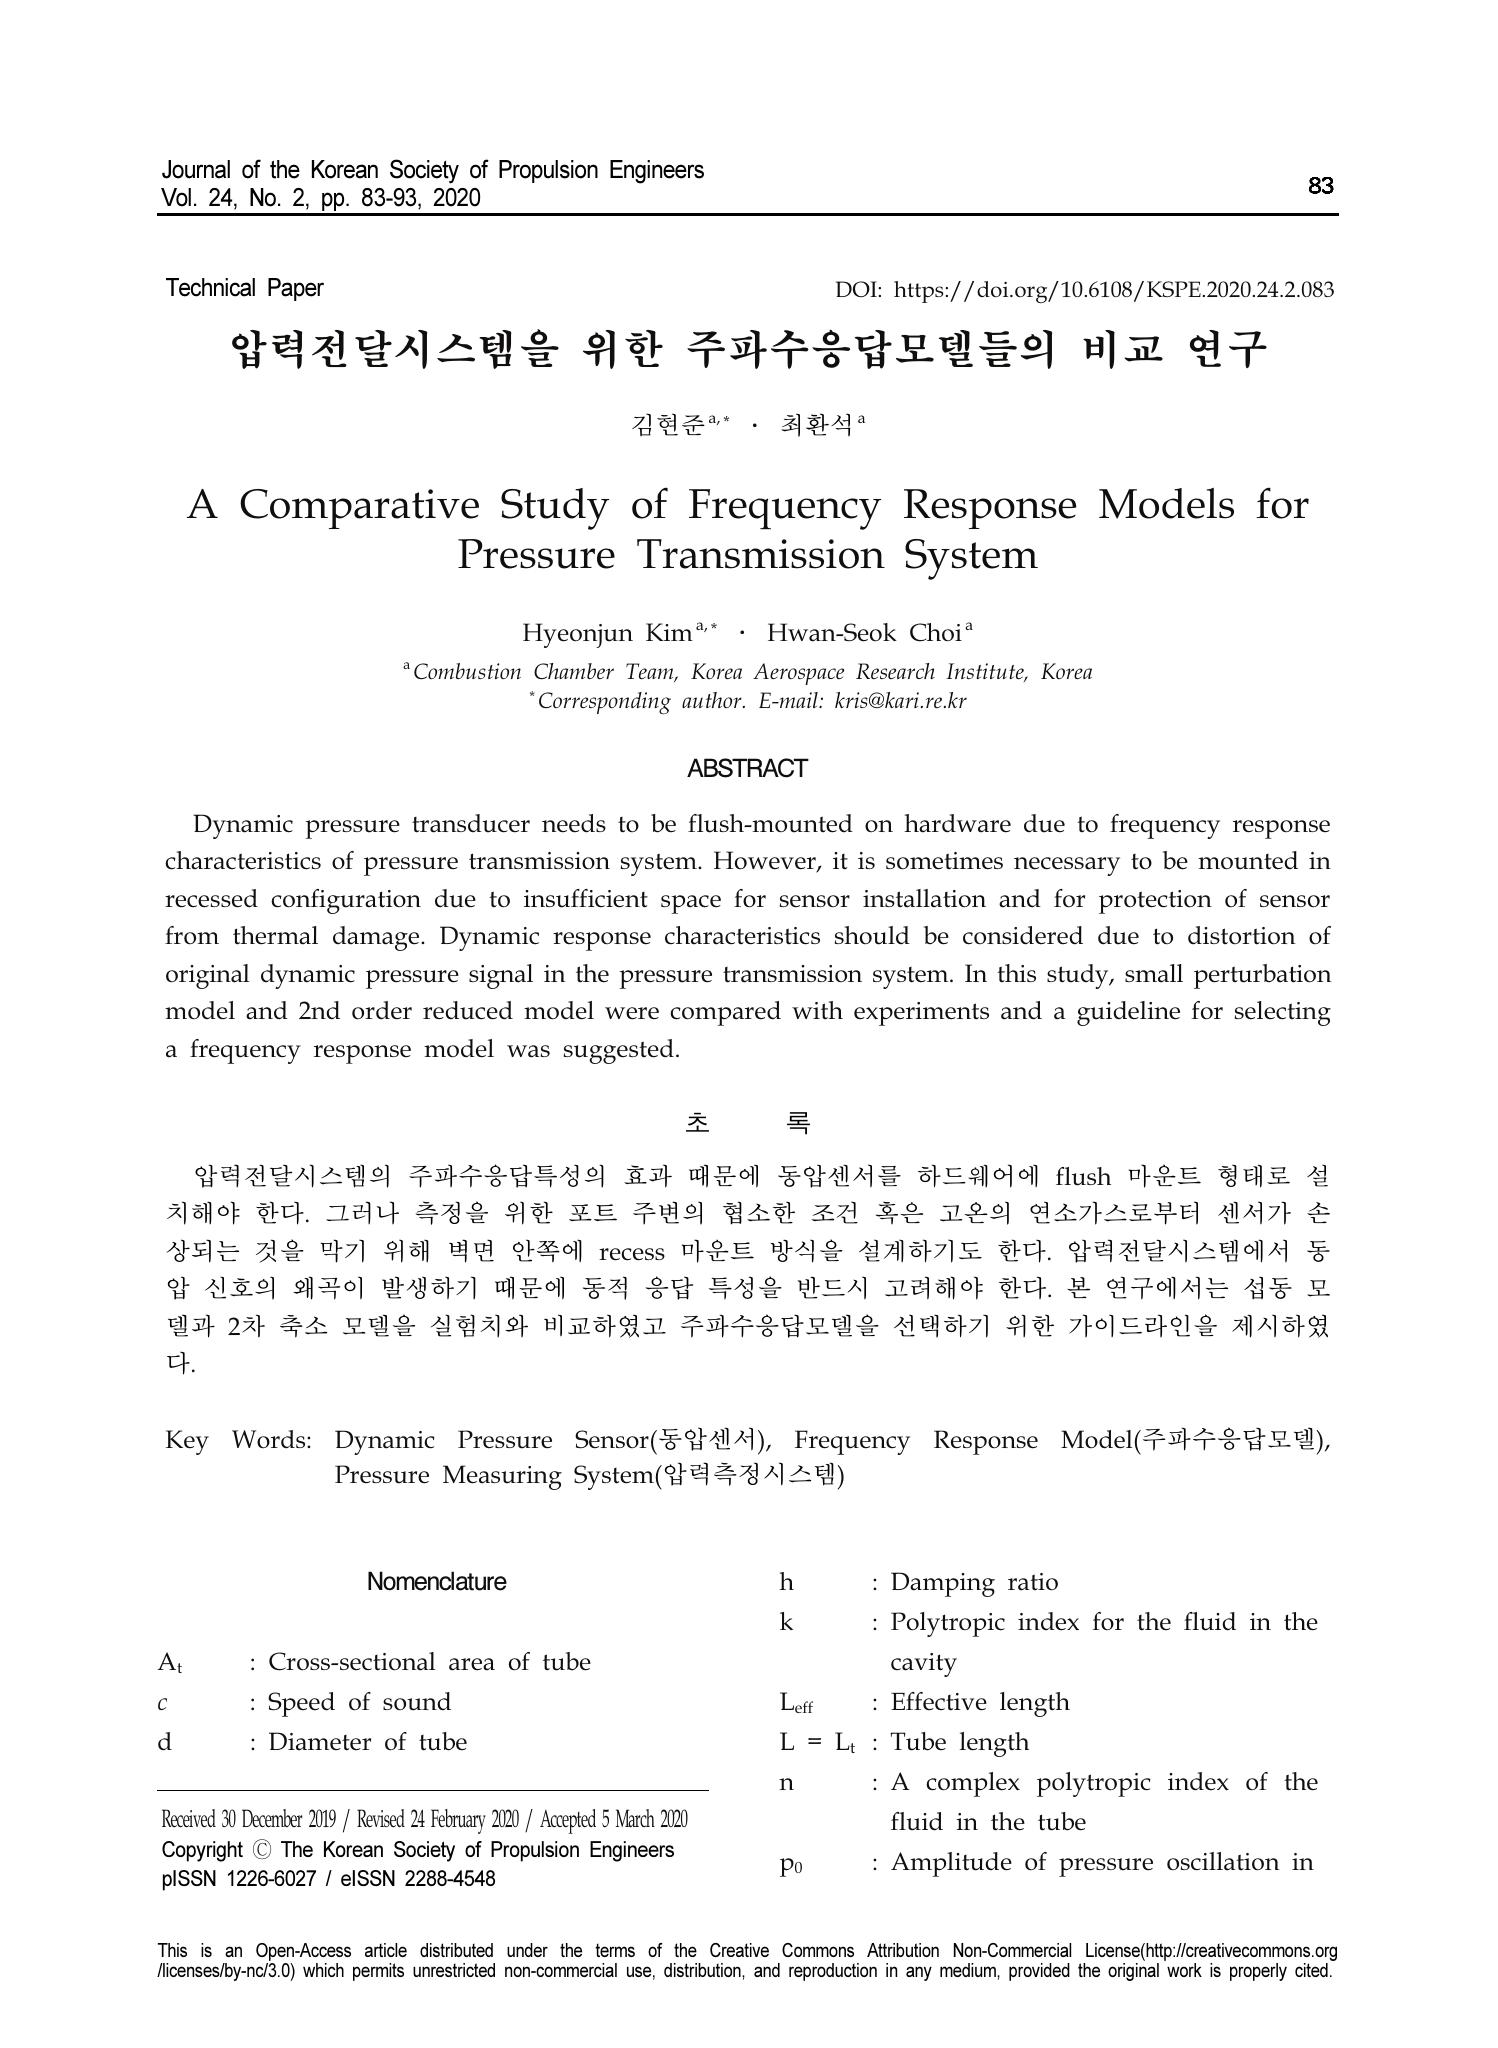 Journal of the Korean Society of Propulsion Engineers
Vol. 24, No. 2, pp. 83-93, 2020
83
Technical Paper
DOI: https://doi.org/10.6108/KSPE.2020.24.2.083
압력전달시스템을 위한 주파수응답모델들의 비교 연구
김현준a,* · 최환석a
A Comparative Study of Frequency Response Models for
Pressure Transmission System
Hyeonjun Kima,* · Hwan-Seok Choia
aCombustion Chamber Team, Korea Aerospace Research Institute, Korea
*Corresponding author. E-mail: kris@kari.re.kr
ABSTRACT
Dynamic pressure transducer needs to be flush-mounted on hardware due to frequency response
characteristics of pressure transmission system. However, it is sometimes necessary to be mounted in
recessed configuration due to insufficient space for sensor installation and for protection of sensor
from thermal damage. Dynamic response characteristics should be considered due to distortion of
original dynamic pressure signal in the pressure transmission system. In this study, small perturbation
model and 2nd order reduced model were compared with experiments and a guideline for selecting
a frequency response model was suggested.
초 록
압력전달시스템의 주파수응답특성의 효과 때문에 동압센서를 하드웨어에 flush 마운트 형태로 설
치해야 한다. 그러나 측정을 위한 포트 주변의 협소한 조건 혹은 고온의 연소가스로부터 센서가 손
상되는 것을 막기 위해 벽면 안쪽에 recess 마운트 방식을 설계하기도 한다. 압력전달시스템에서 동
압 신호의 왜곡이 발생하기 때문에 동적 응답 특성을 반드시 고려해야 한다. 본 연구에서는 섭동 모
델과 2차 축소 모델을 실험치와 비교하였고 주파수응답모델을 선택하기 위한 가이드라인을 제시하였
다.
Key Words: Dynamic Pressure Sensor(동압센서), Frequency Response Model(주파수응답모델),
Pressure Measuring System(압력측정시스템)
Nomenclature
At : Cross-sectional area of tube
c : Speed of sound
d : Diameter of tube
h : Damping ratio
k : Polytropic index for the fluid in the
cavity
Leff : Effective length
L = Lt : Tube length
n : A complex polytropic index of the
fluid in the tube
p0 : Amplitude of pressure oscillation in
Received 30 December 2019 / Revised 24 February 2020 / Accepted 5 March 2020
Copyright Ⓒ The Korean Society of Propulsion Engineers
pISSN 1226-6027 / eISSN 2288-4548
This is an Open-Access article distributed under the terms of the Creative Commons Attribution Non-Commercial License(http://creativecommons.org
/licenses/by-nc/3.0) which permits unrestricted non-commercial use, distribution, and reproduction in any medium, provided the original work is properly cited.